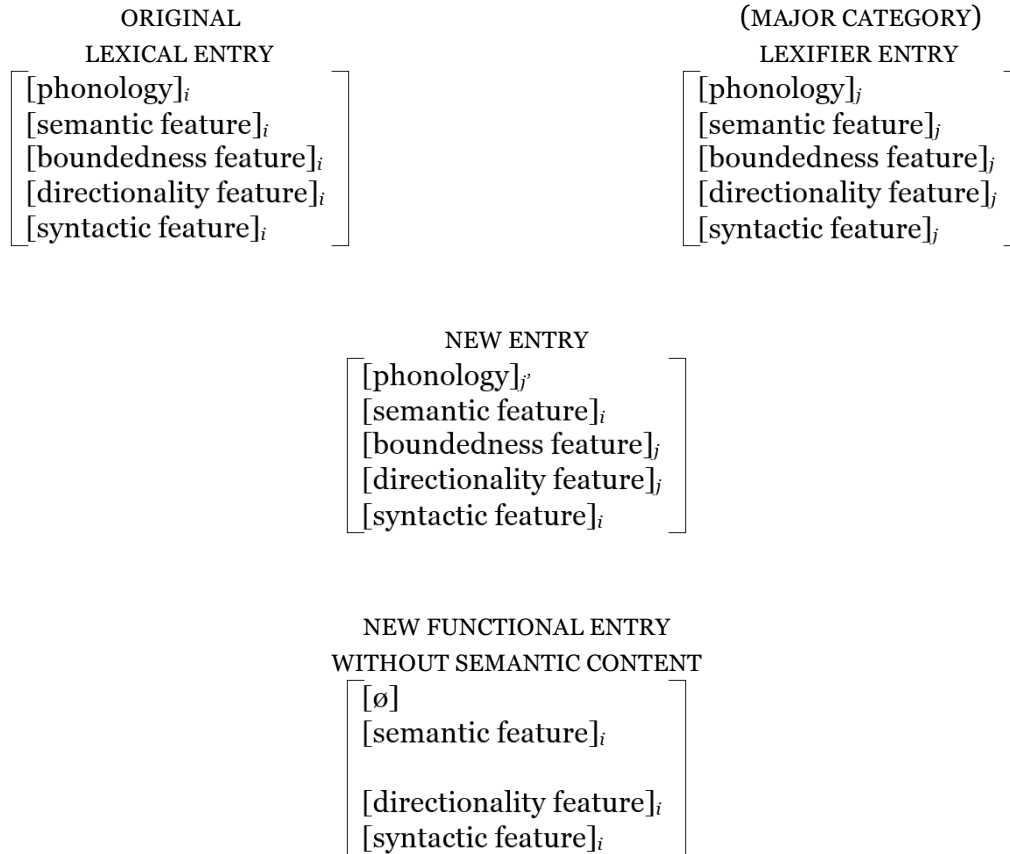 ORIGINAL
LEXICAL ENTRY
[phonology]i
[semantic feature]i
[boundedness feature]i
[directionality feature]i
[syntactic feature]i
(MAJOR CATEGORY)
LEXIFIER ENTRY
[phonology]j
[semantic feature]j
[boundedness feature]j
[directionality feature]j
[syntactic feature]j
NEW ENTRY
[phonology]j’
[semantic feature]i
[boundedness feature]j
[directionality feature]j
[syntactic feature]i
NEW FUNCTIONAL ENTRY
WITHOUT SEMANTIC CONTENT
[ø]
[semantic feature]i
[directionality feature]i
[syntactic feature]i